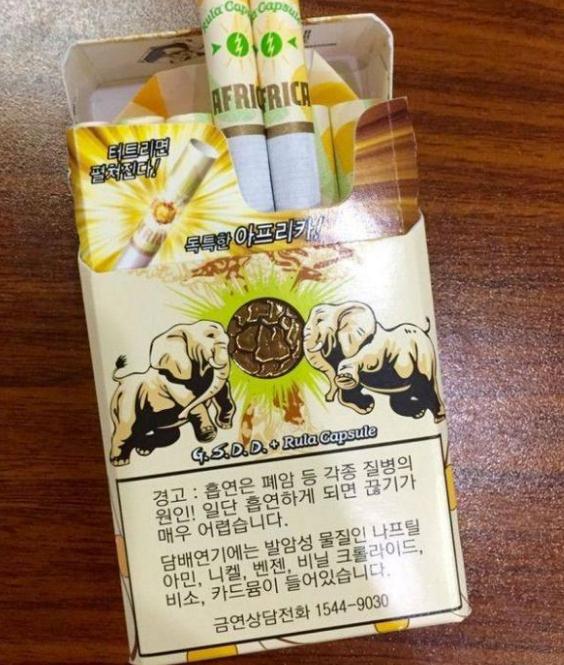 Rula Capsule
Capsule
AFRI
FRICA
터트리면
펼쳐진다!
독특한 아프리카!
G.S.D.D. + Rula Capsule
경고 : 흡연은 폐암 등 각종 질병의
원인! 일단 흡연하게 되면 끊기가
매우 어렵습니다.
담배연기에는 발암성 물질인 나프틸
아민, 니켈, 벤젠, 비닐 크롤라이드,
비소, 카드뮴이 들어있습니다.
금연상담전화 1544-9030